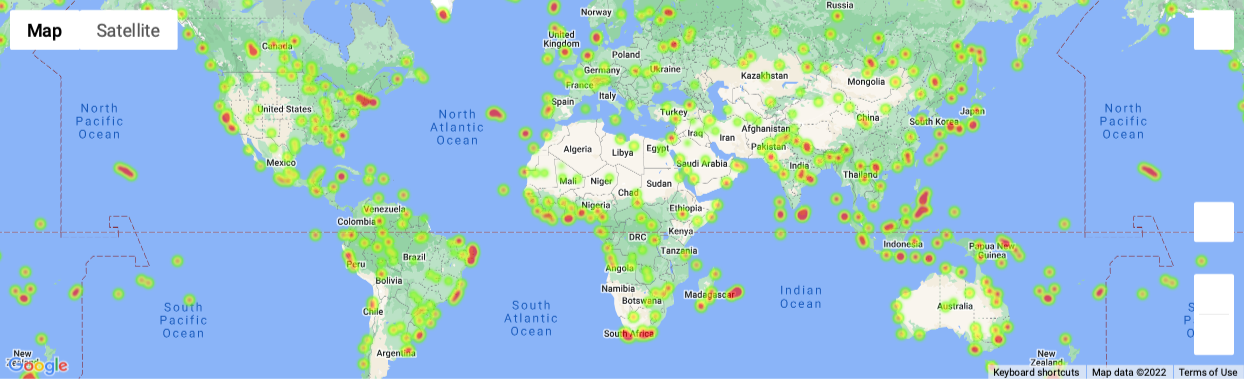 Map
Satellite
Norway
Russia
Canada
United
Kingdom
Poland
Germany
Ukraine
France
Kazakhstan
Mongolia
Italy
Spain
Turkey
North
Pacific
Ocean
United States
North
Atlantic
Ocean
China
Japan
South Korea
North
Pacific
Ocean
Iraq
Iran
Afghanistan
Pakistan
Algeria
Libya
Egypt
Saudi Arabia
India
Mexico
Mali
Niger
Chad
Sudan
Thailand
Venezuela
Nigeria
Ethiopia
Colombia
DRC
Kenya
Tanzania
Indonesia
Papua New
Guinea
Peru
Brazil
Angola
Bolivia
Namibia
Botswana
Madagascar
Indian
Ocean
South
Pacific
Ocean
Chile
South
Atlantic
Ocean
South Africa
Australia
S
P
O
Argentina
New
Google
New
Zealand
Keyboard shortcuts
Map data ©2022
Terms of Use